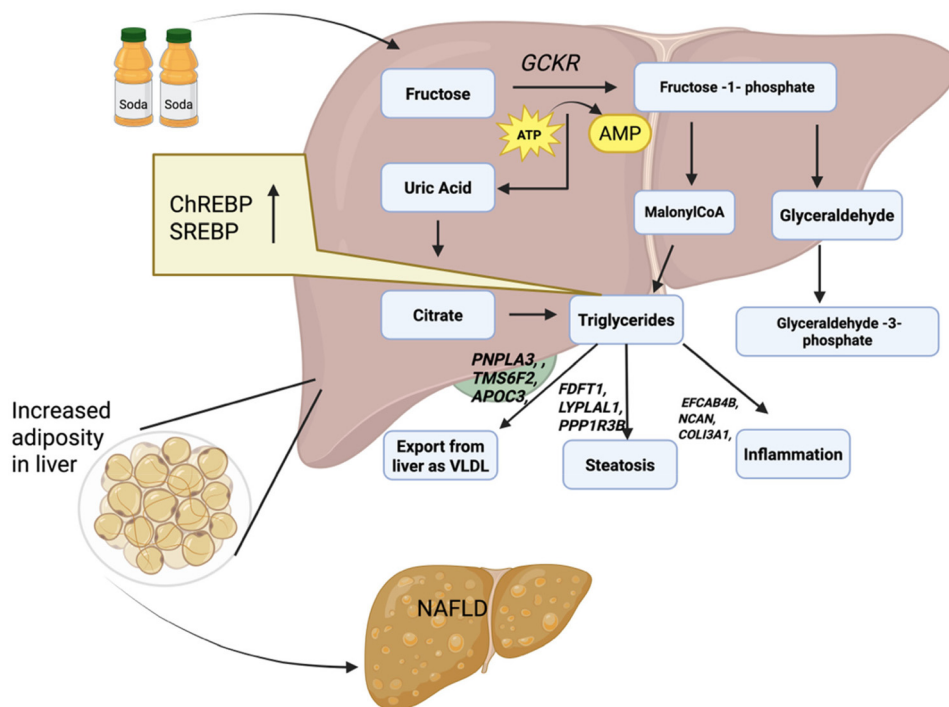 GCKR
Fructose
Fructose -1- phosphate
Soda
Soda
ATP
AMP
ChREBP
SREBP
Uric Acid
MalonylCoA
Glyceraldehyde
Citrate
Triglycerides
Glyceraldehyde -3-
phosphate
PNPLA3, ,
TMS6F2,
APOC3,
FDFT1,
LYPLAL1,
PPP1R3B
EFCAB4B,
NCAN,
COLI3A1,
Increased
adiposity
in liver
Export from
liver as VLDL
Steatosis
Inflammation
NAFLD